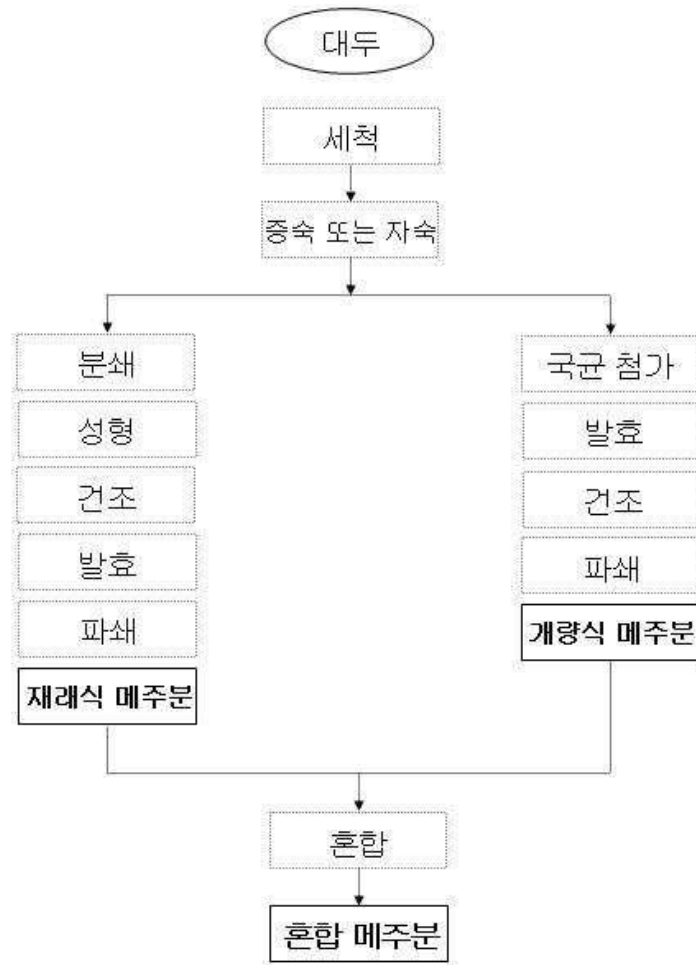 대두
세척
증숙 또는 자숙
분쇄
성형
건조
발효
파쇄
재래식 메주분
국균 첨가
발효
건조
파쇄
개량식 메주분
혼합
혼합 메주분